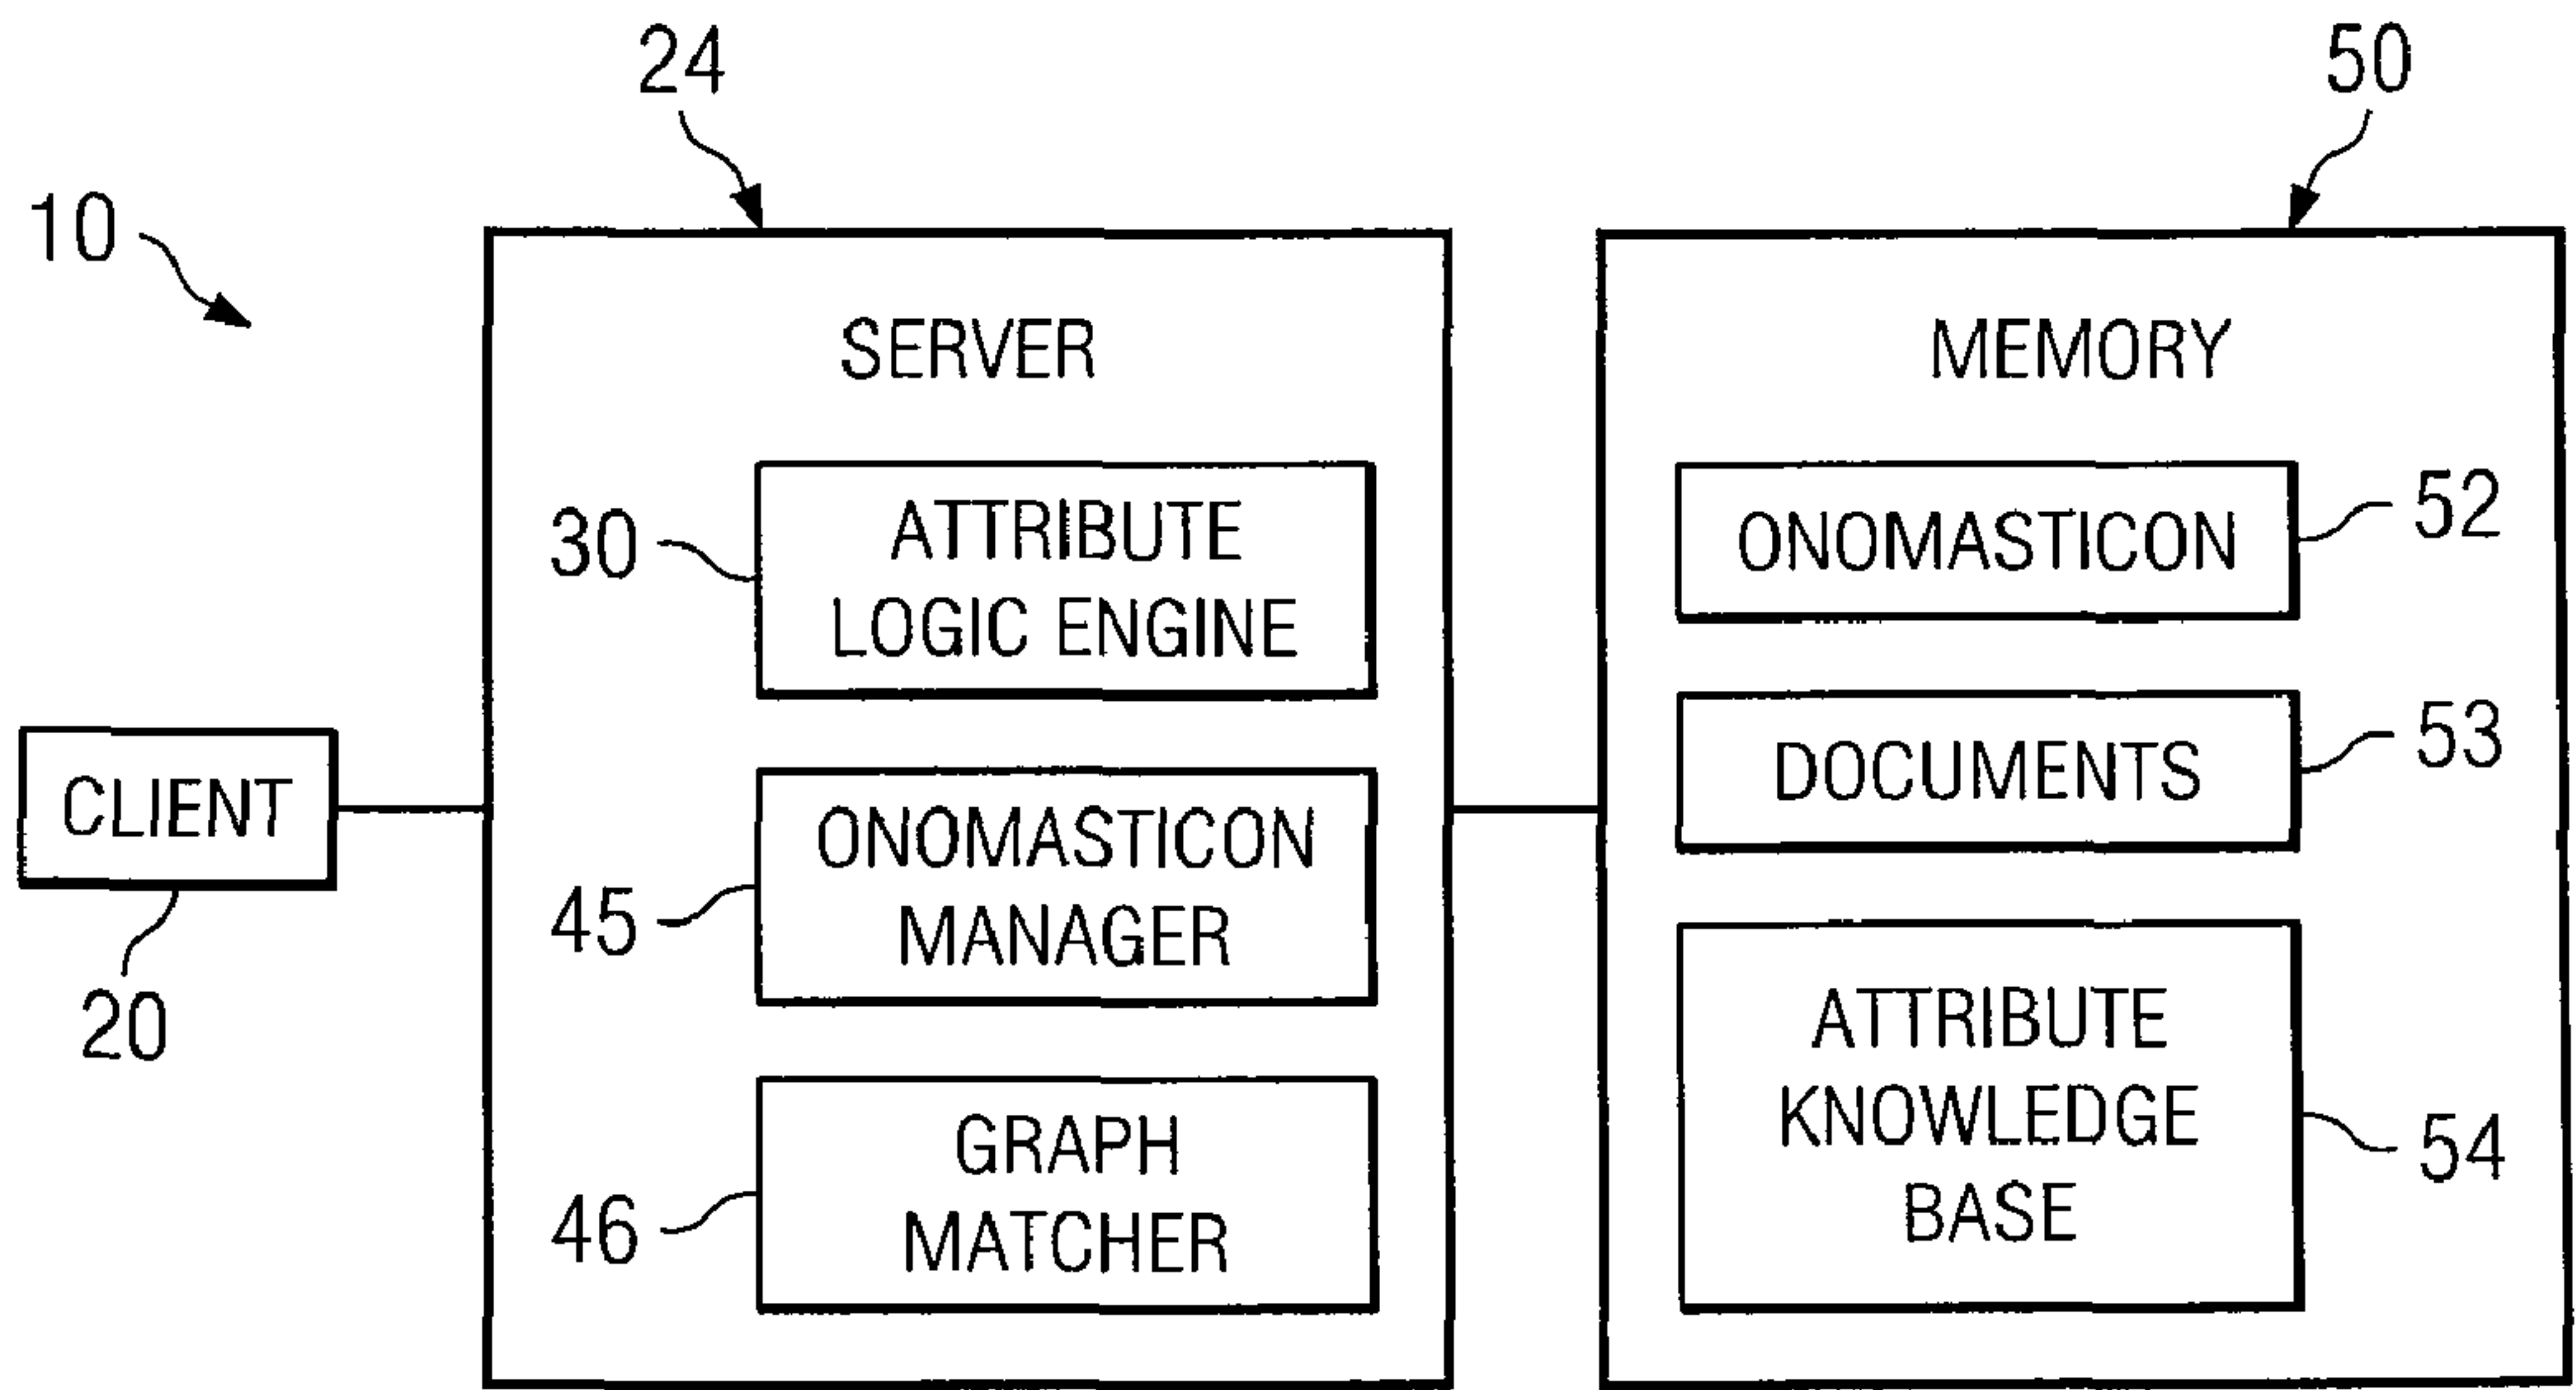 24
50
10
SERVER
MEMORY
30
ATTRIBUTE
LOGIC ENGINE
ONOMASTICON
52
DOCUMENTS
53
CLIENT
20
45
ONOMASTICON
MANAGER
ATTRIBUTE
KNOWLEDGE
BASE
54
46
GRAPH
MATCHER